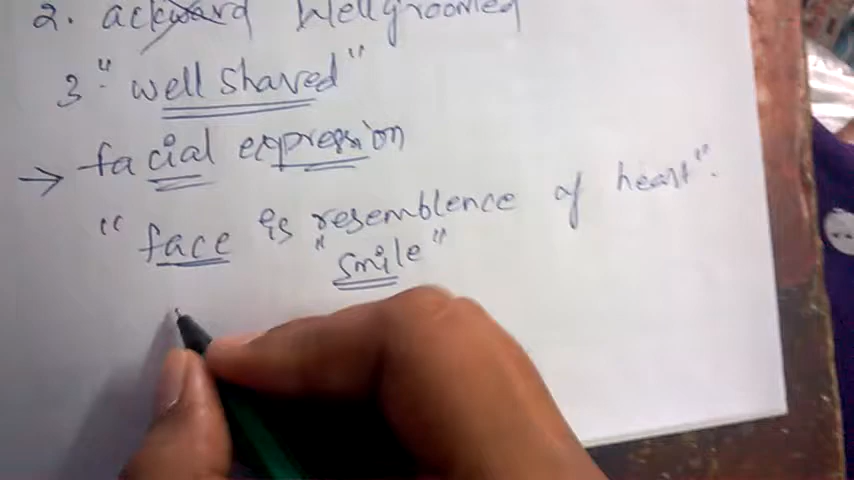 2. ackward Wellgroomed
3. "well shaved"
→ facial expression
"face is resemblence of heart".
"smile"